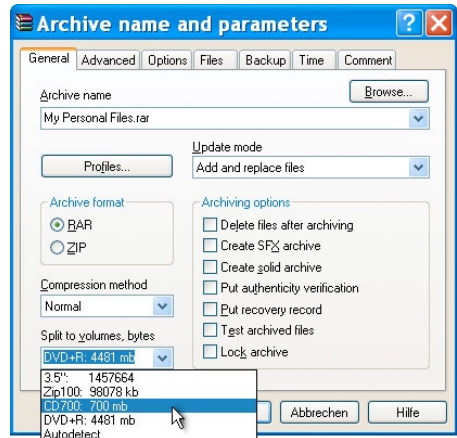 Archive name and parameters
General Advanced Options Files Backup Time Comment
Archive name
Browse...
My Personal Files.rar
Profiles...
Update mode
Add and replace files
Archive format
RAR
ZIP
Compression method
Normal
Split to volumes, bytes
DVD+R: 4481 mb
3.5": 1457664
Zip100: 98078 kb
CD700: 700 mb
DVD+R: 4481 mb
Autodetect
Archiving options
Delete files after archiving
Create SFX archive
Create solid archive
Put authenticity verification
Put recovery record
Test archived files
Lock archive
Abbrechen
Hilfe